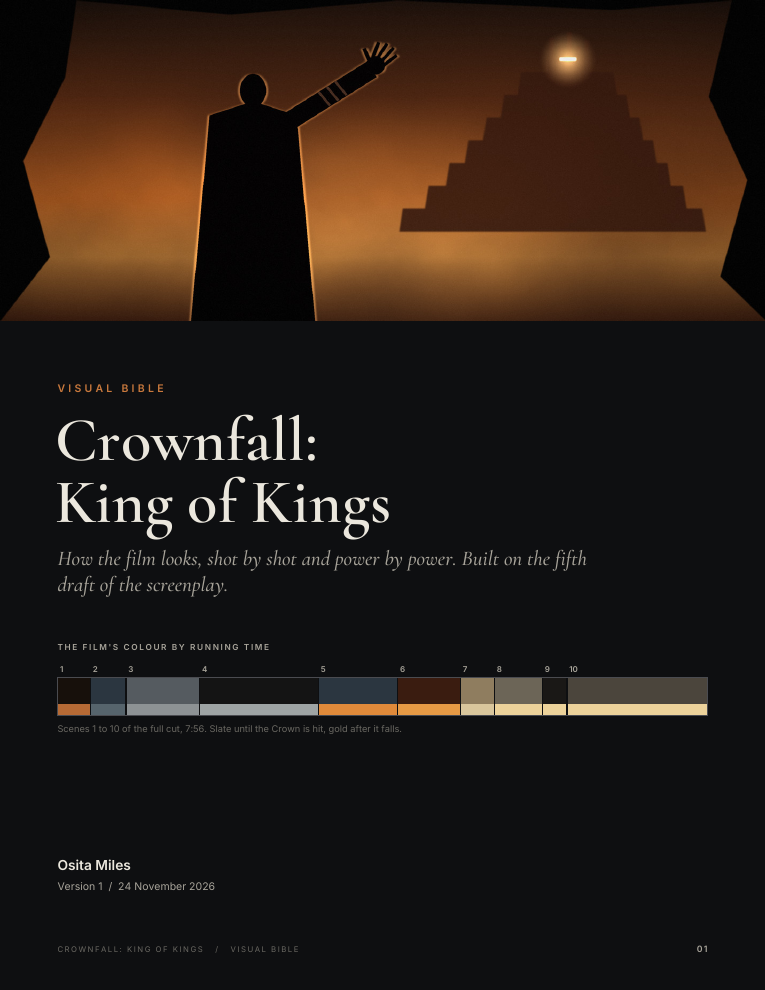 VISUAL BIBLE
Crownfall:
King of Kings
How the film looks, shot by shot and power by power. Built on the fifth
draft of the screenplay.
THE FILM'S COLOUR BY RUNNING TIME
1 2 3 4 5 6 7 8 9 10
Scenes 1 to 10 of the full cut, 7:56. Slate until the Crown is hit, gold after it falls.
Osita Miles
Version 1 / 24 November 2026
CROWNFALL: KING OF KINGS / VISUAL BIBLE 01